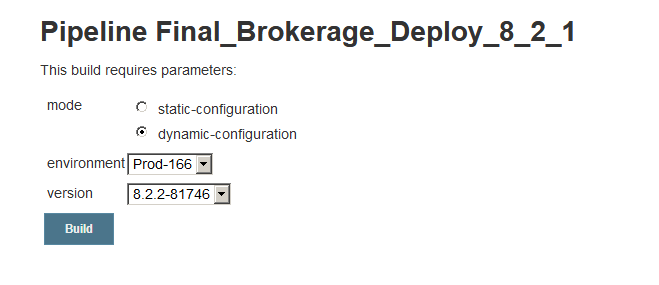 Pipeline Final_Brokerage_Deploy_8_2_1
This build requires parameters:
mode
static-configuration
dynamic-configuration
environment Prod-166
version 8.2.2-81746
Build